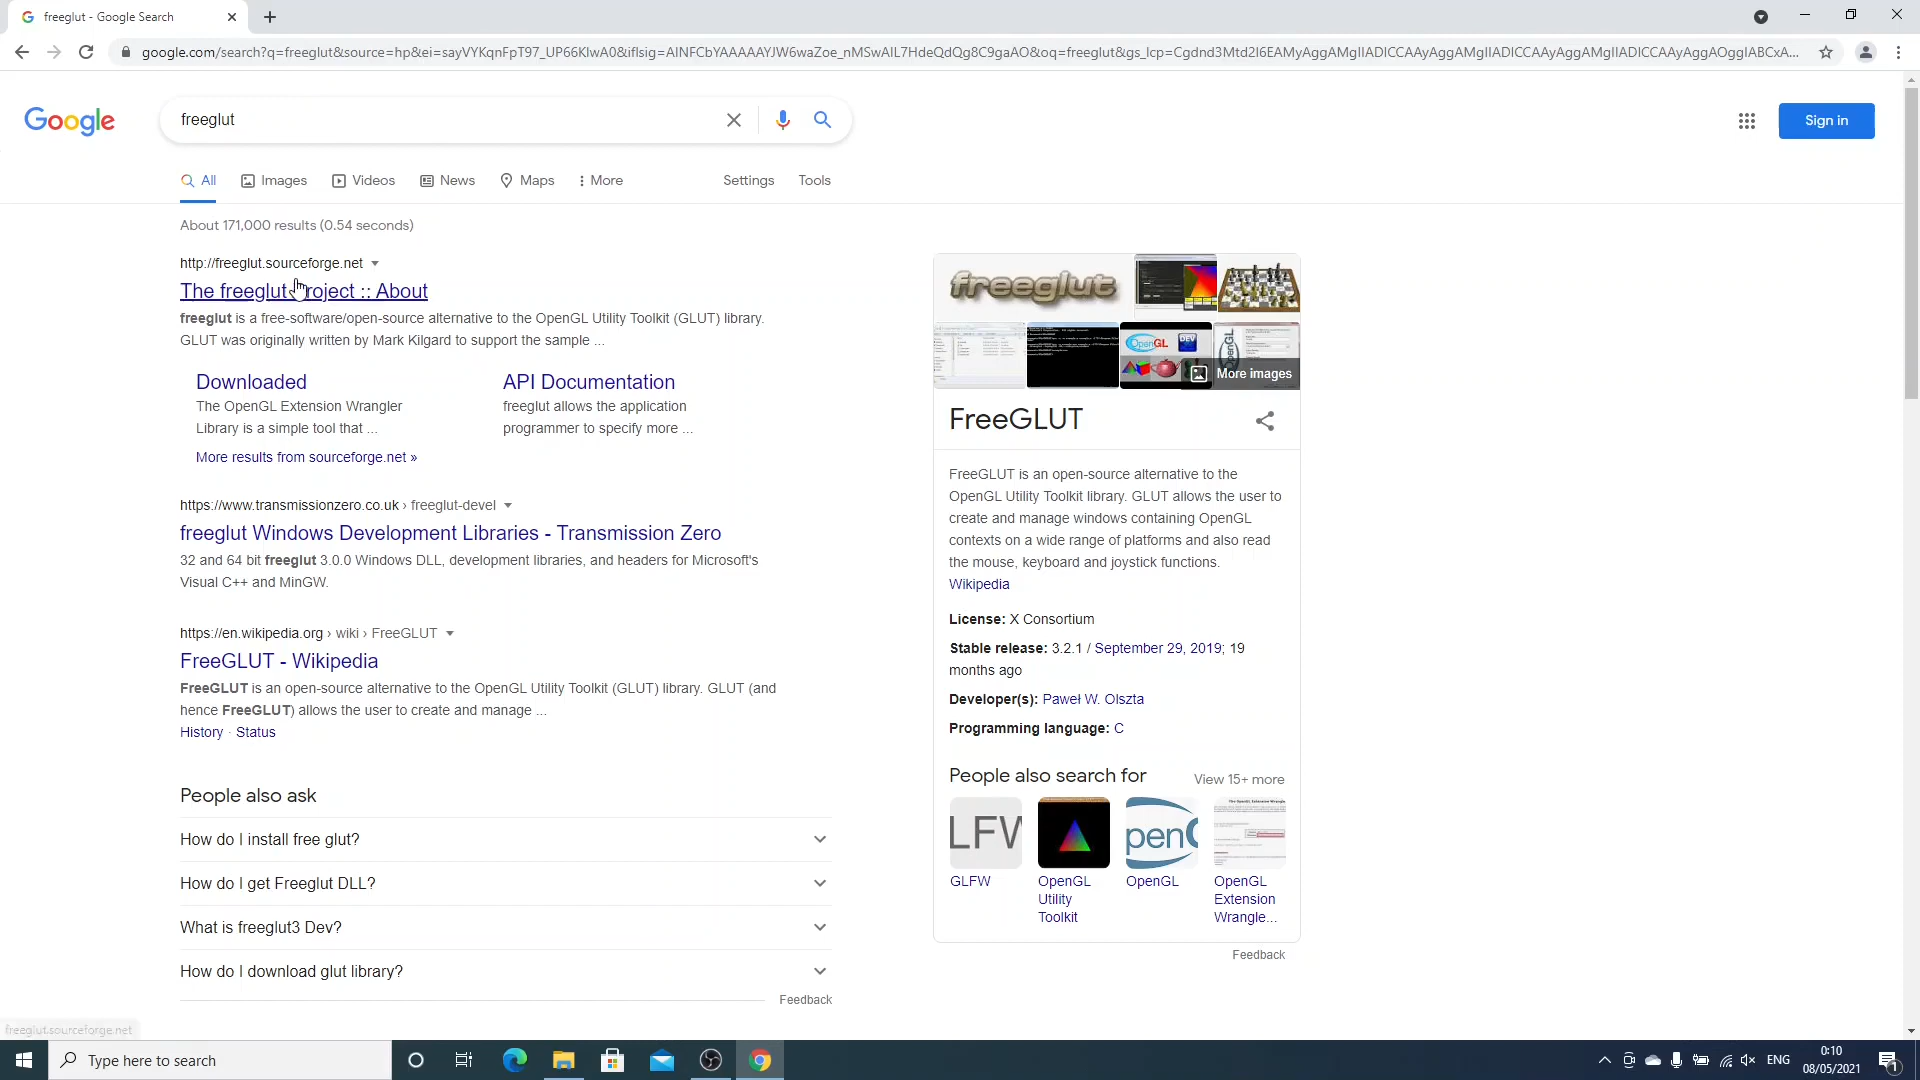 freeglut - Google Search
google.com/search?q=freeglut&source=hp&ei=sayVYKqnFpT97_UP66KIwA0&iflsig=AINFCbYAAAAAYJW6waZoe_nMSwAIL7HdeQdQg8C9gaAO&oq=freeglut&gs_lcp=Cgdnd3Mtd2l6EAMyAggAMgIIADICCAAyAggAMgIIADICCAAyAggAMgIIADICCAAyAggAOggIABCxA...
Google
freeglut
Sign in
All Images Videos News Maps More Settings Tools
About 171,000 results (0.54 seconds)
http://freeglut.sourceforge.net
The freeglut Project :: About
freeglut is a free-software/open-source alternative to the OpenGL Utility Toolkit (GLUT) library.
GLUT was originally written by Mark Kilgard to support the sample ...
Downloaded
The OpenGL Extension Wrangler
Library is a simple tool that ...
API Documentation
freeglut allows the application
programmer to specify more ...
More results from sourceforge.net »
https://www.transmissionzero.co.uk › freeglut-devel
freeglut Windows Development Libraries - Transmission Zero
32 and 64 bit freeglut 3.0.0 Windows DLL, development libraries, and headers for Microsoft's
Visual C++ and MinGW.
https://en.wikipedia.org › wiki › FreeGLUT
FreeGLUT - Wikipedia
FreeGLUT is an open-source alternative to the OpenGL Utility Toolkit (GLUT) library. GLUT (and
hence FreeGLUT) allows the user to create and manage ...
History · Status
People also ask
How do I install free glut?
How do I get Freeglut DLL?
What is freeglut3 Dev?
How do I download glut library?
Feedback
freeglut
OpenGL
DEV
OpenGL
More images
FreeGLUT
FreeGLUT is an open-source alternative to the
OpenGL Utility Toolkit library. GLUT allows the user to
create and manage windows containing OpenGL
contexts on a wide range of platforms and also read
the mouse, keyboard and joystick functions.
Wikipedia
License: X Consortium
Stable release: 3.2.1 / September 29, 2019; 19
months ago
Developer(s): Paweł W. Olszta
Programming language: C
People also search for
View 15+ more
LFW
penG
GLFW
OpenGL
Utility
Toolkit
OpenGL
OpenGL
Extension
Wrangle...
Feedback
freeglut.sourceforge.net
Type here to search
ENG
0:10
08/05/2021
1